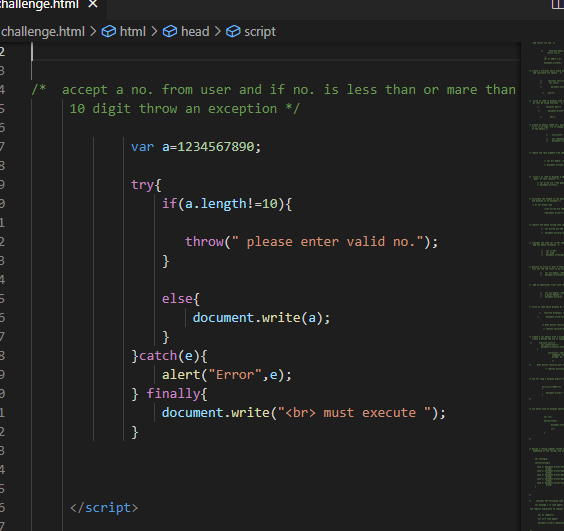 challenge.html ×
challenge.html > html > head > script
2
3
4 /* accept a no. from user and if no. is less than or mare than
5 10 digit throw an exception */
6
7 var a=1234567890;
8
9 try{
0 if(a.length!=10){
1
2 throw(" please enter valid no.");
3 }
4
5 else{
6 document.write(a);
7 }
8 }catch(e){
9 alert("Error",e);
0 } finally{
1 document.write("<br> must execute ");
2 }
3
4
5
6 </script>